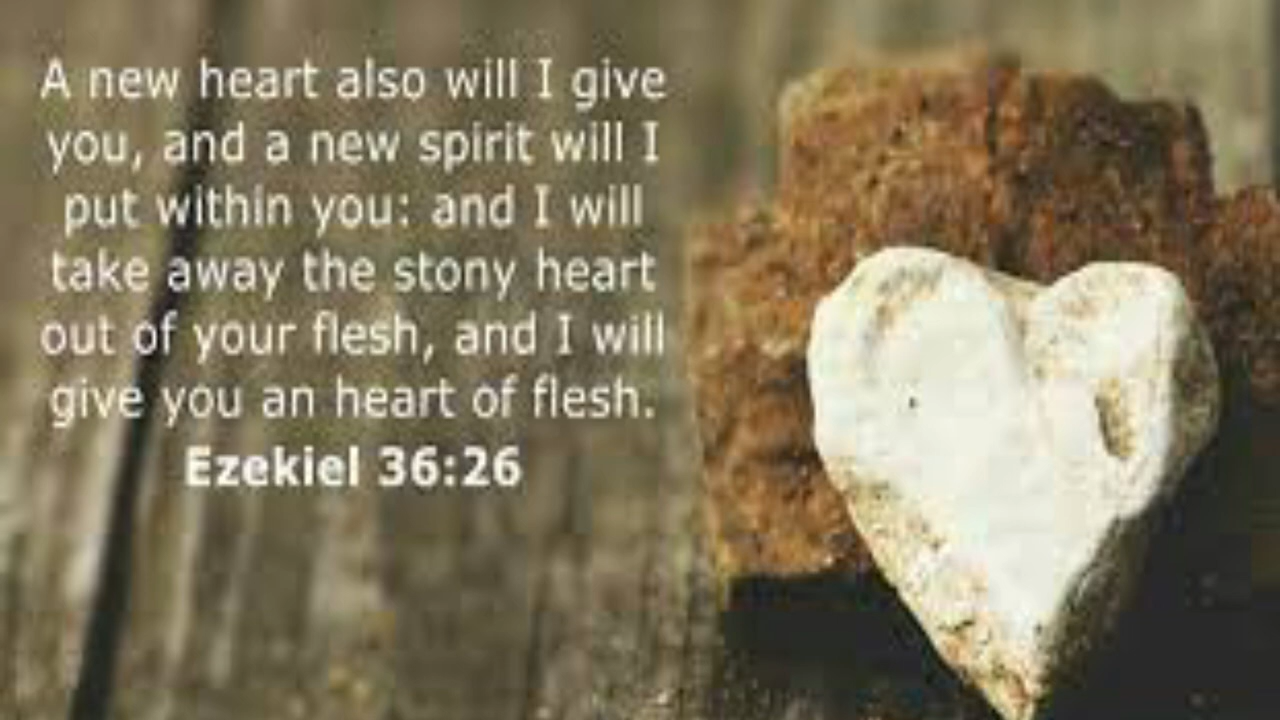 A new heart also will I give
you, and a new spirit will I
put within you: and I will
take away the stony heart
out of your flesh, and I will
give you an heart of flesh.
Ezekiel 36:26